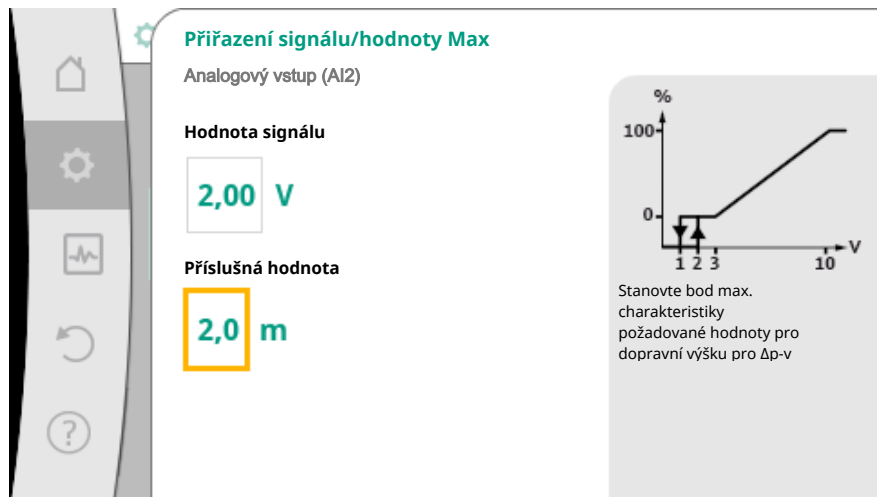 Přiřazení signálu/hodnoty Max
Analogový vstup (AI2)
Hodnota signálu
2,00 V
Příslušná hodnota
2,0 m
%
100
0
1 2 3 10 V
Stanovte bod max.
charakteristiky
požadované hodnoty pro
dopravní výšku pro Δp-v
?